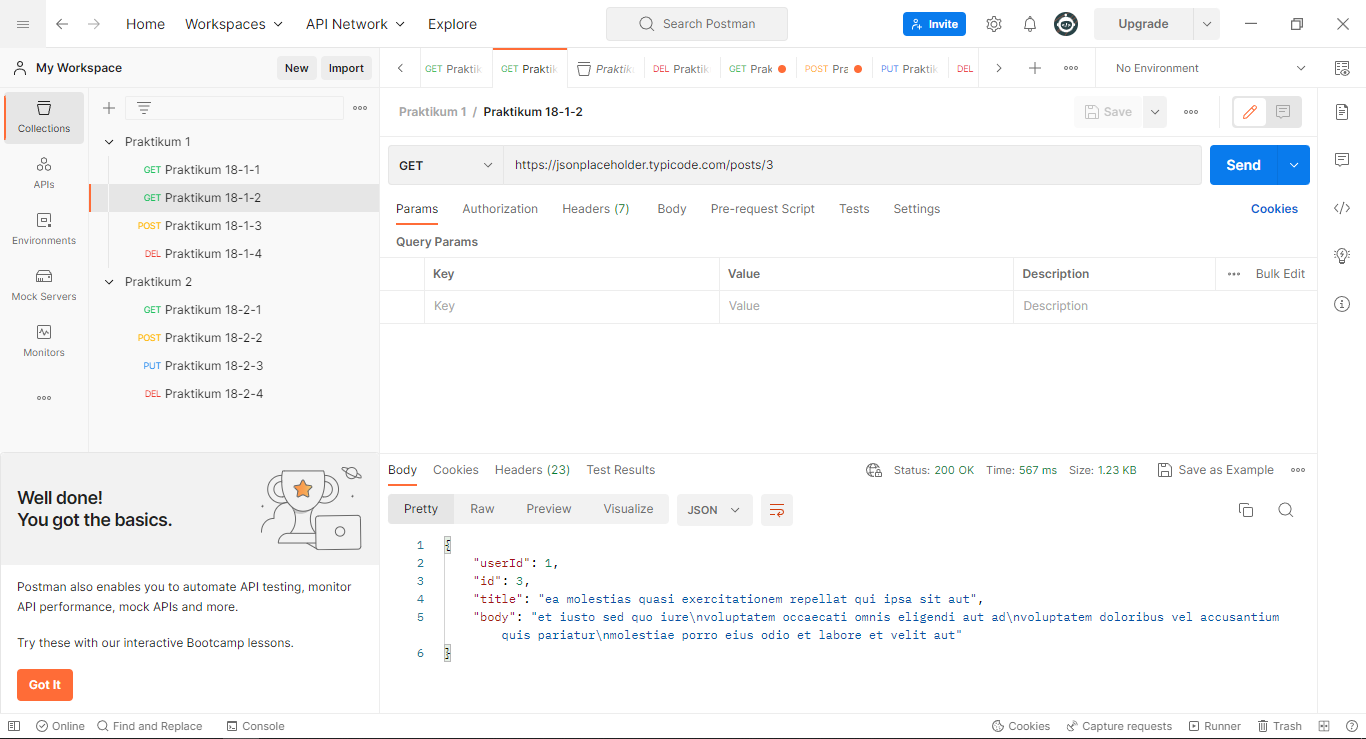 Home Workspaces API Network Explore Search Postman Invite Upgrade
My Workspace New Import
GET Praktik GET Praktik Praktik DEL Praktik GET Prak POST Pra PUT Praktik DEL No Environment
Collections
APIs
Environments
Mock Servers
Monitors
Praktikum 1
GET Praktikum 18-1-1
GET Praktikum 18-1-2
POST Praktikum 18-1-3
DEL Praktikum 18-1-4
Praktikum 2
GET Praktikum 18-2-1
POST Praktikum 18-2-2
PUT Praktikum 18-2-3
DEL Praktikum 18-2-4
Well done!
You got the basics.
Postman also enables you to automate API testing, monitor
API performance, mock APIs and more.
Try these with our interactive Bootcamp lessons.
Got It
Praktikum 1 / Praktikum 18-1-2 Save
GET https://jsonplaceholder.typicode.com/posts/3 Send
Params Authorization Headers (7) Body Pre-request Script Tests Settings Cookies
Query Params
Key Value Description Bulk Edit
Key Value Description
Body Cookies Headers (23) Test Results Status: 200 OK Time: 567 ms Size: 1.23 KB Save as Example
Pretty Raw Preview Visualize JSON
1 {
2 "userId": 1,
3 "id": 3,
4 "title": "ea molestias quasi exercitationem repellat qui ipsa sit aut",
5 "body": "et iusto sed quo iure\nvoluptatem occaecati omnis eligendi aut ad\nvoluptatem doloribus vel accusantium
quis pariatur\nmolestiae porro eius odio et labore et velit aut"
6 }
Online Find and Replace Console Cookies Capture requests Runner Trash